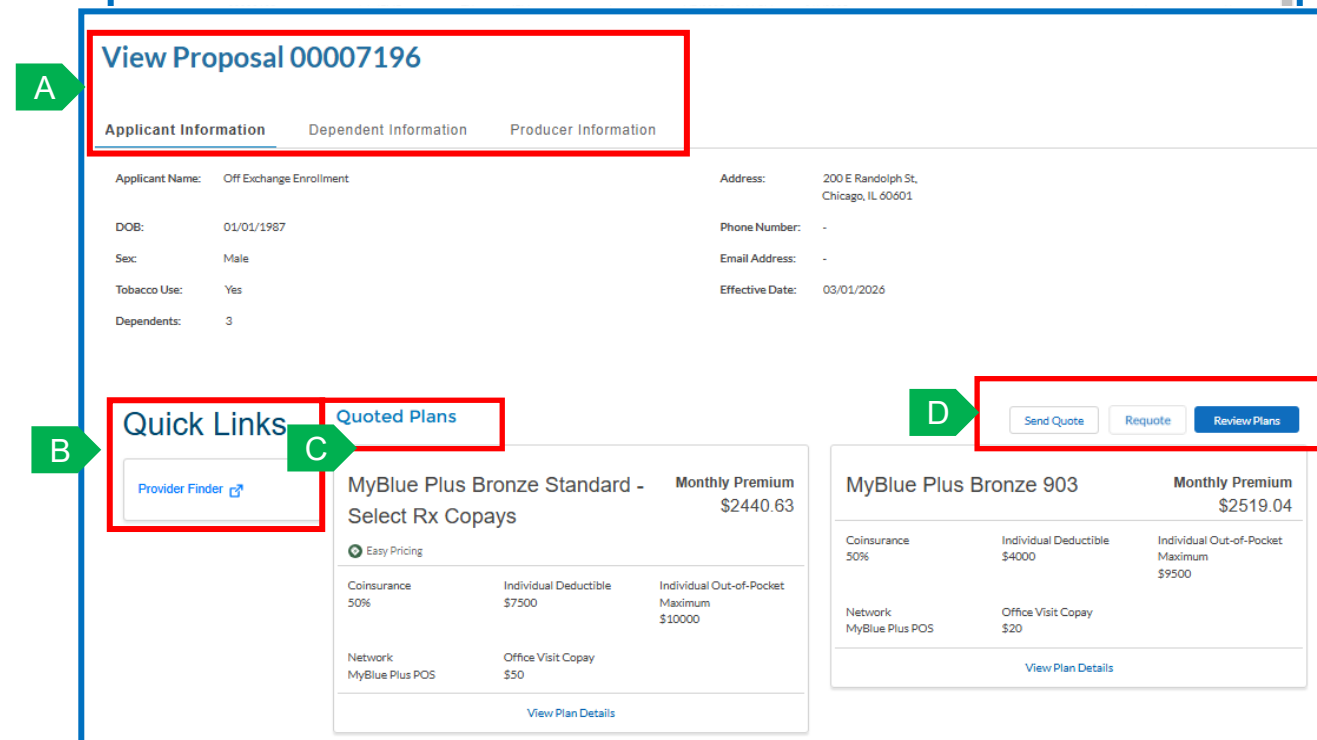 View Proposal 00007196
A
Applicant Information Dependent Information Producer Information
Applicant Name: Off Exchange Enrollment
Address: 200 E Randolph St,
Chicago, IL 60601
DOB: 01/01/1987
Phone Number: -
Sex: Male
Email Address: -
Tobacco Use: Yes
Effective Date: 03/01/2026
Dependents: 3
B
Quick Links
Provider Finder
C
Quoted Plans
D
Send Quote Requote Review Plans
MyBlue Plus Bronze Standard -
Select Rx Copays
Monthly Premium
$2440.63
Easy Pricing
Coinsurance
50%
Individual Deductible
$7500
Individual Out-of-Pocket
Maximum
$10000
Network
MyBlue Plus POS
Office Visit Copay
$50
View Plan Details
MyBlue Plus Bronze 903
Monthly Premium
$2519.04
Coinsurance
50%
Individual Deductible
$4000
Individual Out-of-Pocket
Maximum
$9500
Network
MyBlue Plus POS
Office Visit Copay
$20
View Plan Details